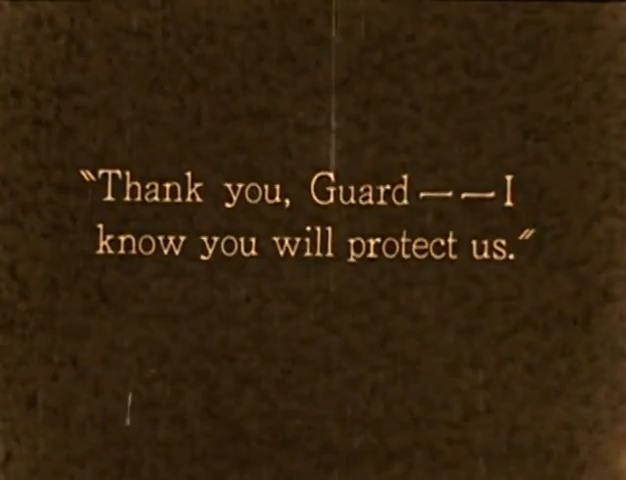 "Thank you, Guard — — I
know you will protect us."